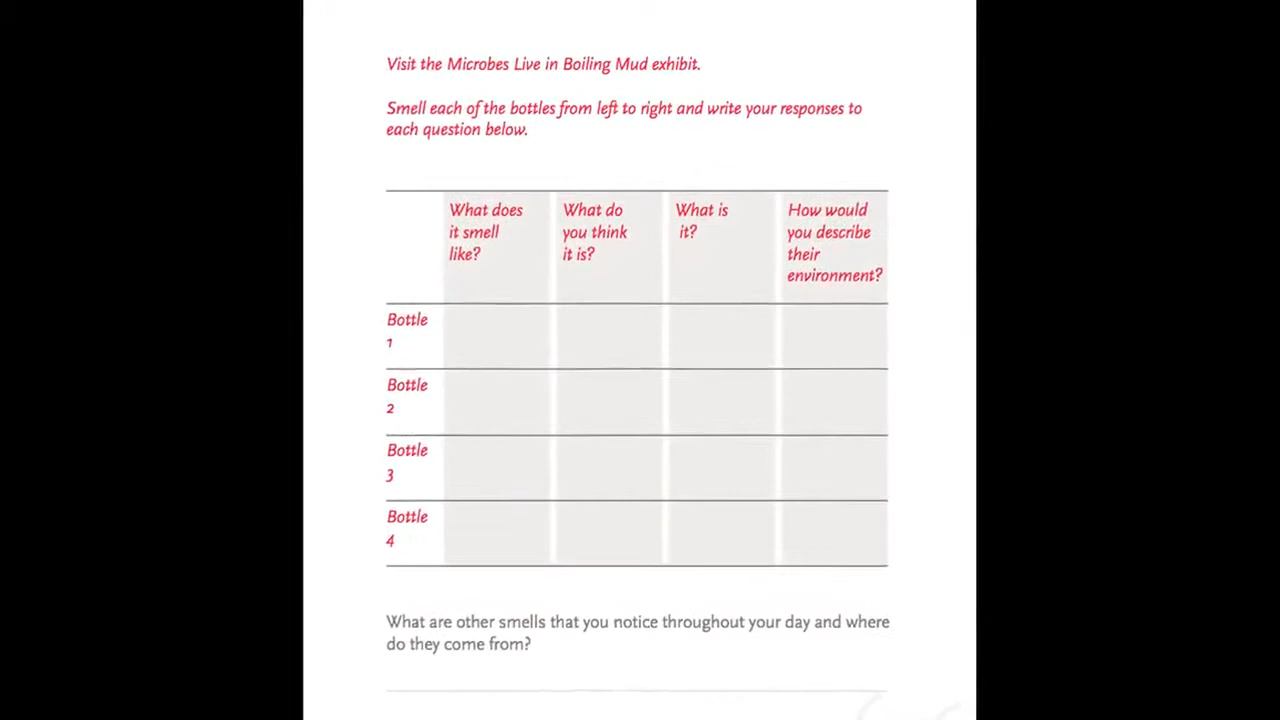 Visit the Microbes Live in Boiling Mud exhibit.
Smell each of the bottles from left to right and write your responses to
each question below.
What does
it smell
like?
What do
you think
it is?
What is
it?
How would
you describe
their
environment?
Bottle
1
Bottle
2
Bottle
3
Bottle
4
What are other smells that you notice throughout your day and where
do they come from?